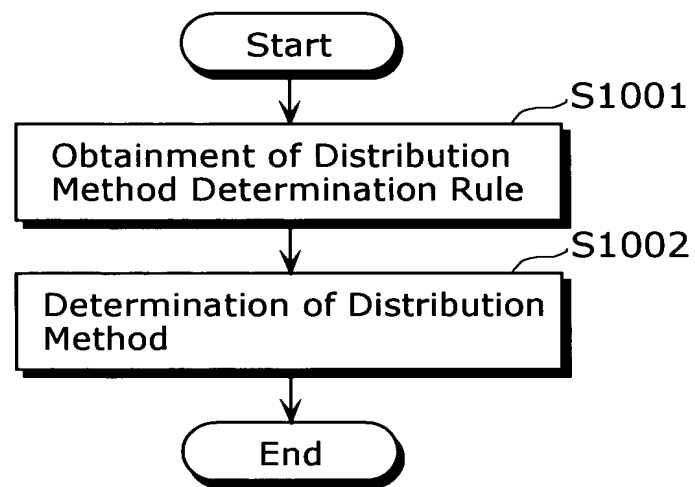 Start
S1001
Obtainment of Distribution
Method Determination Rule
S1002
Determination of Distribution
Method
End